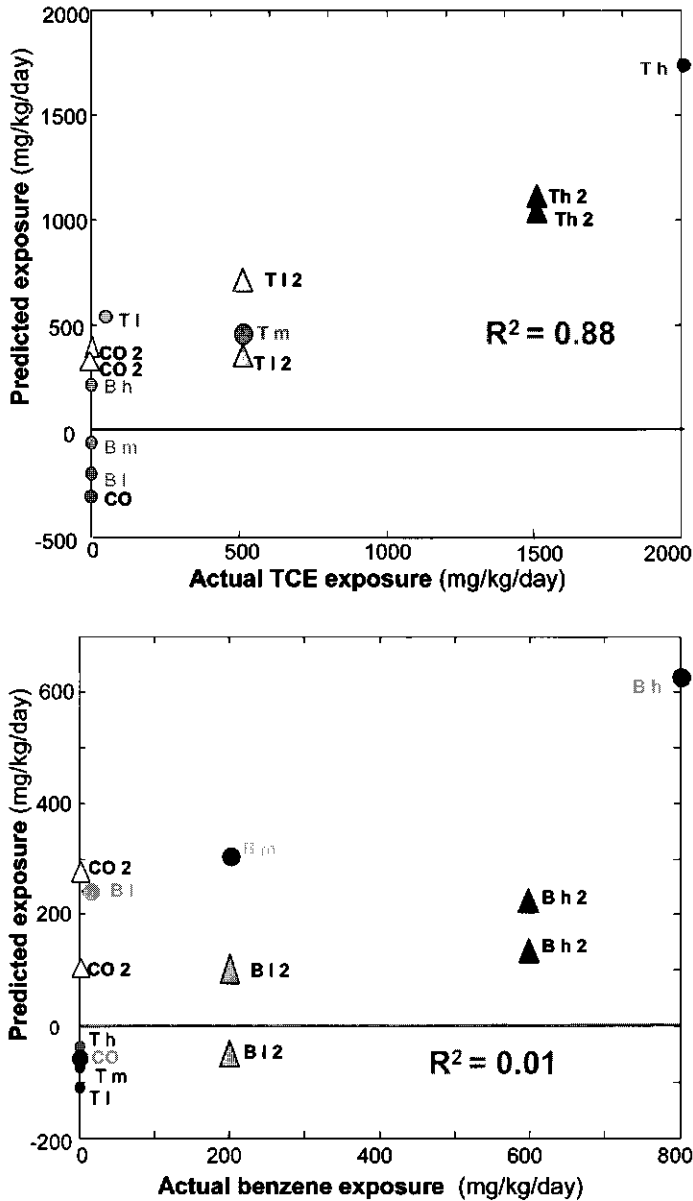 Predicted exposure (mg/kg/day)
2000
1500
1000
500
0
-500
T h
Th 2
Th 2
T l 2
T l
T m
T l 2
R² = 0.88
CO 2
CO 2
B h
B m
B l
CO
0
500
1000
1500
2000
Actual TCE exposure (mg/kg/day)
Predicted exposure (mg/kg/day)
600
400
200
0
-200
B h
B m
CO 2
B l
B h 2
B h 2
CO 2
B l 2
T h
CO
T m
T l
B l 2
R² = 0.01
0
200
400
600
800
Actual benzene exposure (mg/kg/day)